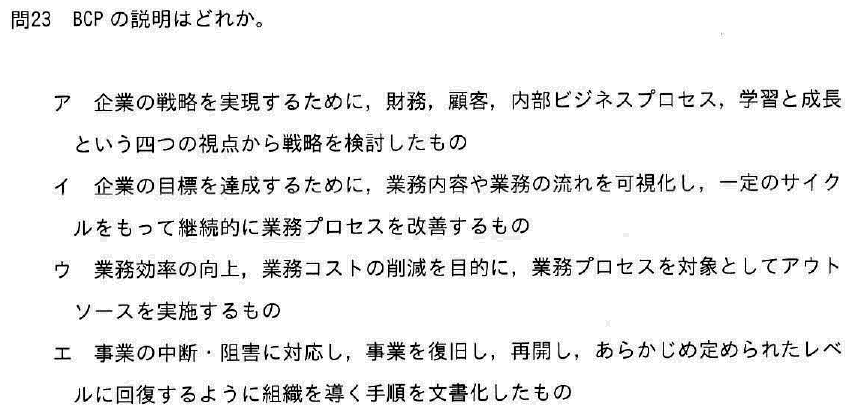 問23 BCP の説明はどれか。
ア 企業の戦略を実現するために，財務，顧客，内部ビジネスプロセス，学習と成長
という四つの視点から戦略を検討したもの
イ 企業の目標を達成するために，業務内容や業務の流れを可視化し，一定のサイク
ルをもって継続的に業務プロセスを改善するもの
ウ 業務効率の向上，業務コストの削減を目的に，業務プロセスを対象としてアウト
ソースを実施するもの
エ 事業の中断・阻害に対応し，事業を復旧し，再開し，あらかじめ定められたレベ
ルに回復するように組織を導く手順を文書化したもの